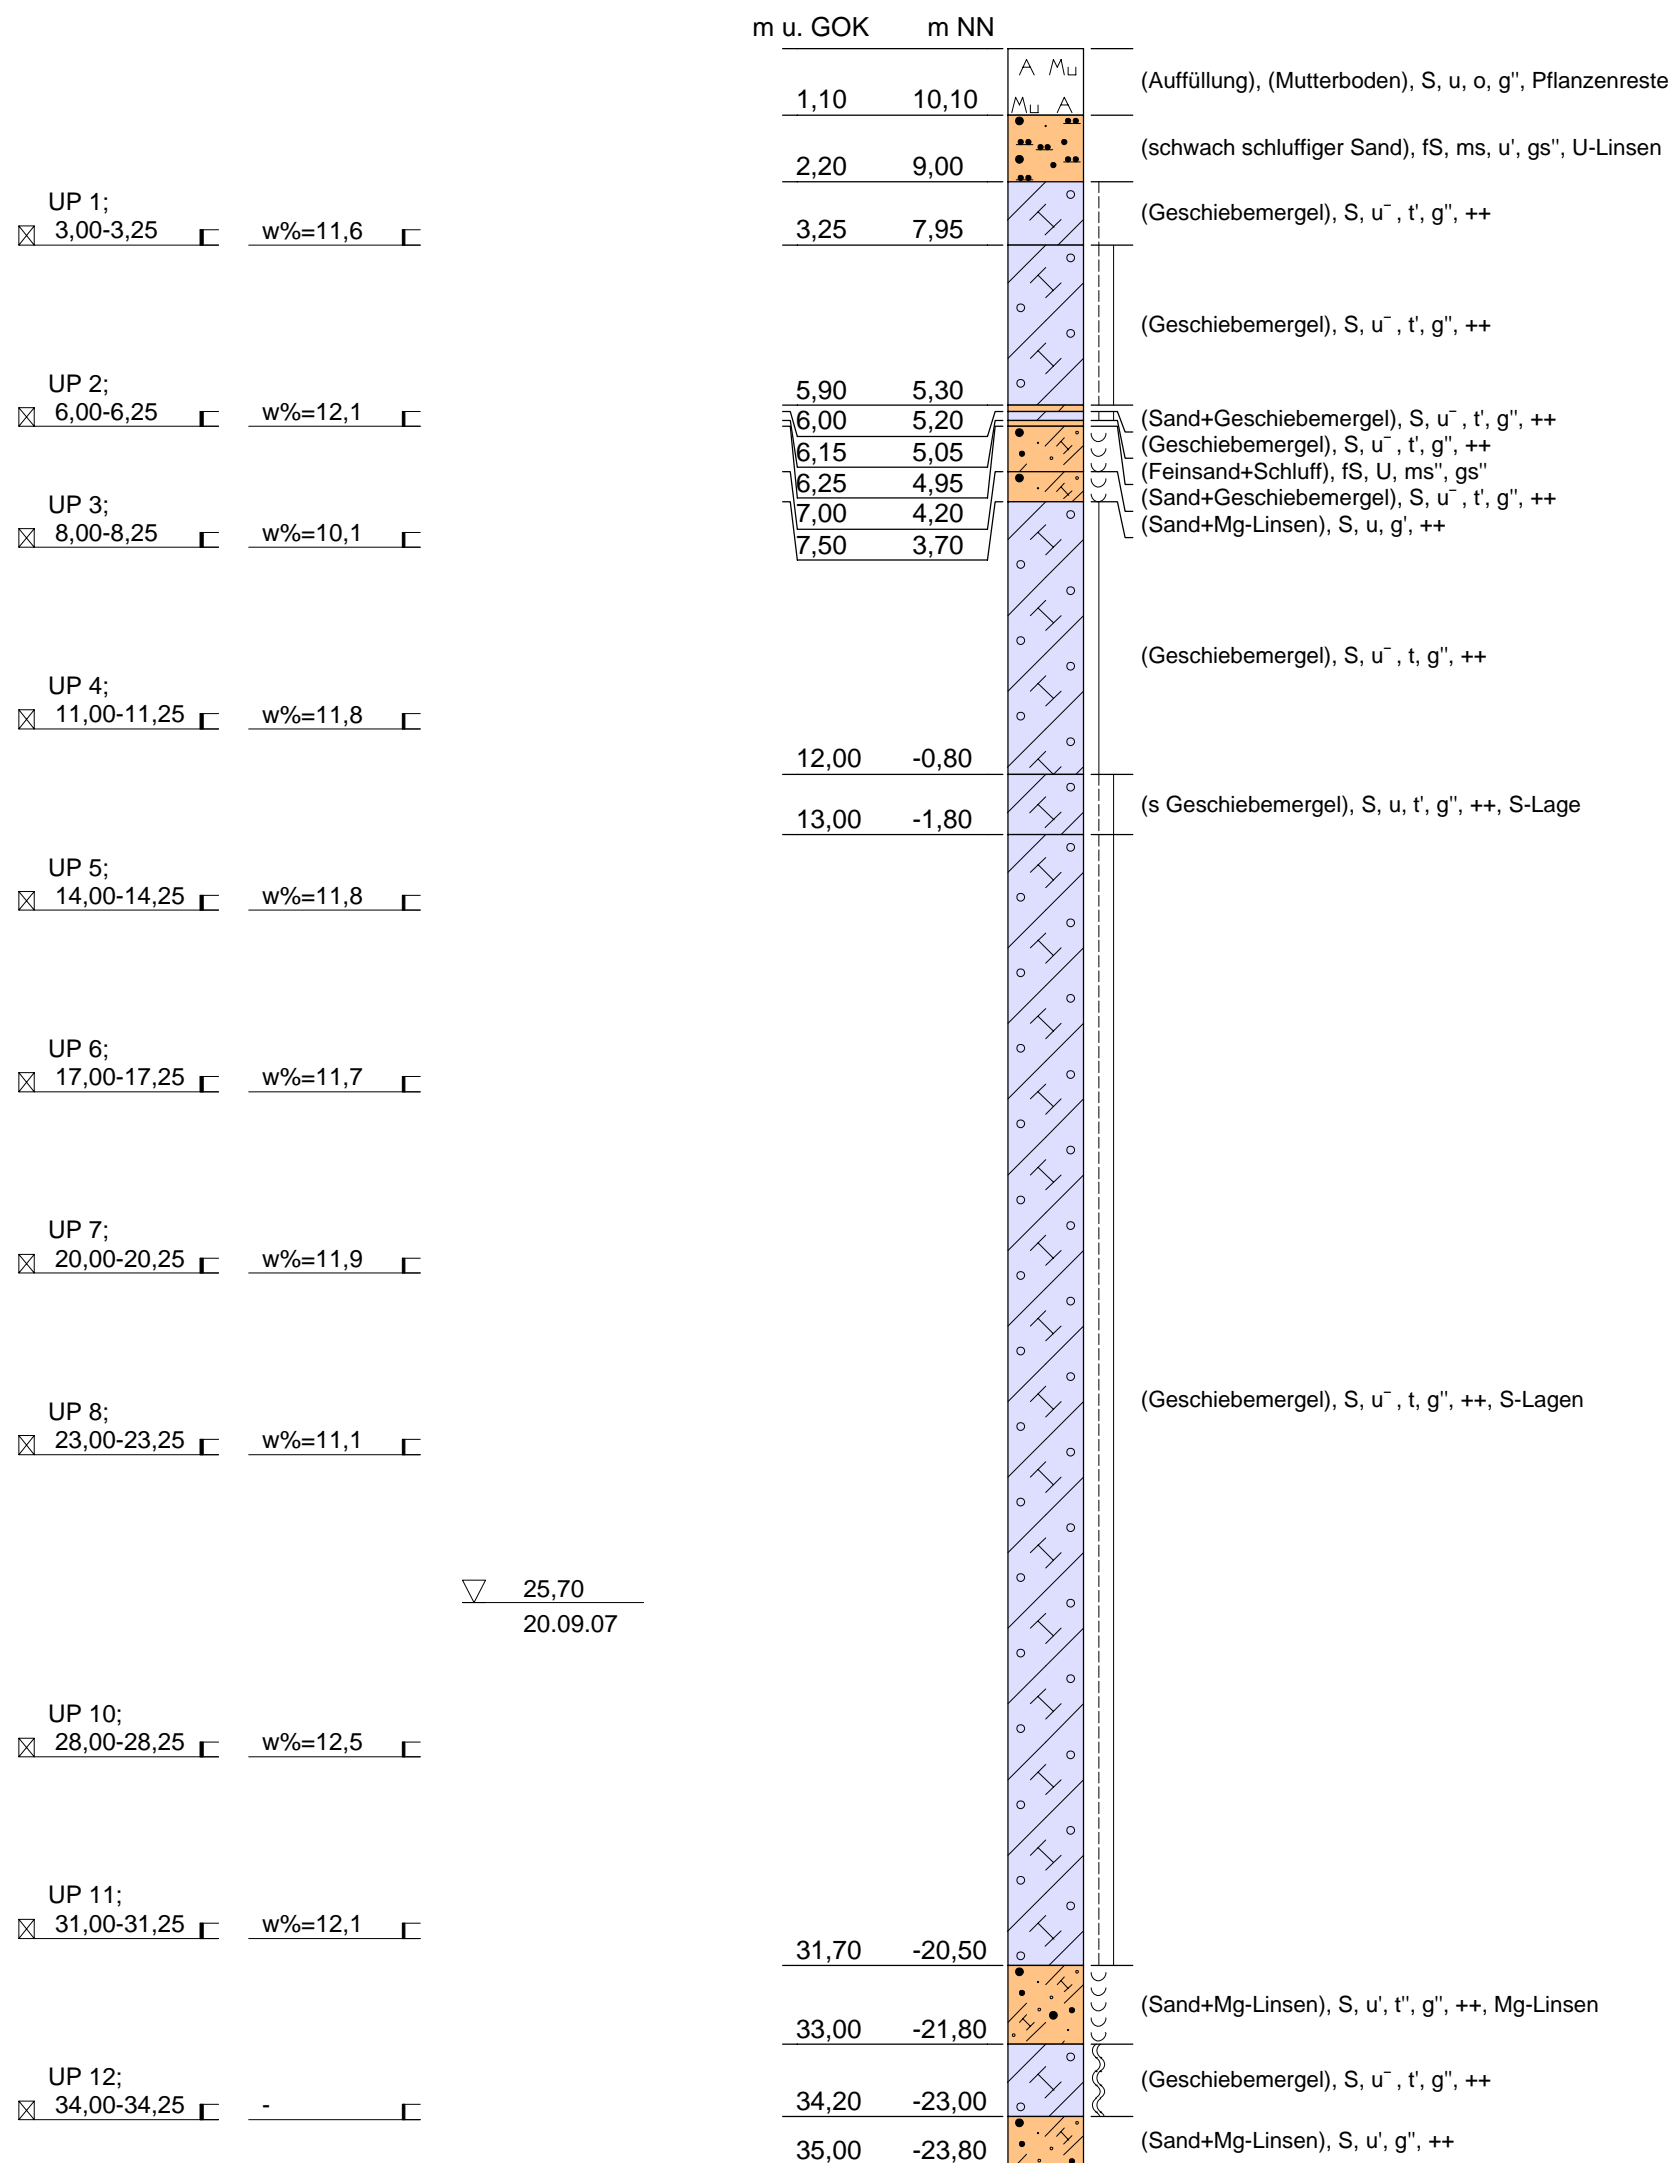 m u. GOK m NN
A Mu
Mu A
1,10 10,10
(Auffüllung), (Mutterboden), S, u, o, g'', Pflanzenreste
2,20 9,00
(schwach schluffiger Sand), fS, ms, u', gs'', U-Linsen
UP 1;
3,00-3,25 w%=11,6
3,25 7,95
(Geschiebemergel), S, u¯ , t', g'', ++
(Geschiebemergel), S, u¯ , t', g'', ++
UP 2;
6,00-6,25 w%=12,1
5,90 5,30
6,00 5,20
6,15 5,05
6,25 4,95
7,00 4,20
7,50 3,70
(Sand+Geschiebemergel), S, u¯ , t', g'', ++
(Geschiebemergel), S, u¯ , t', g'', ++
(Feinsand+Schluff), fS, U, ms'', gs''
(Sand+Geschiebemergel), S, u¯ , t', g'', ++
(Sand+Mg-Linsen), S, u, g', ++
UP 3;
8,00-8,25 w%=10,1
(Geschiebemergel), S, u¯ , t, g'', ++
UP 4;
11,00-11,25 w%=11,8
12,00 -0,80
(s Geschiebemergel), S, u, t', g'', ++, S-Lage
13,00 -1,80
UP 5;
14,00-14,25 w%=11,8
UP 6;
17,00-17,25 w%=11,7
UP 7;
20,00-20,25 w%=11,9
(Geschiebemergel), S, u¯ , t, g'', ++, S-Lagen
UP 8;
23,00-23,25 w%=11,1
25,70
20.09.07
UP 10;
28,00-28,25 w%=12,5
UP 11;
31,00-31,25 w%=12,1
31,70 -20,50
(Sand+Mg-Linsen), S, u', t'', g'', ++, Mg-Linsen
33,00 -21,80
(Geschiebemergel), S, u¯ , t', g'', ++
UP 12;
34,00-34,25 -
34,20 -23,00
(Sand+Mg-Linsen), S, u', g'', ++
35,00 -23,80